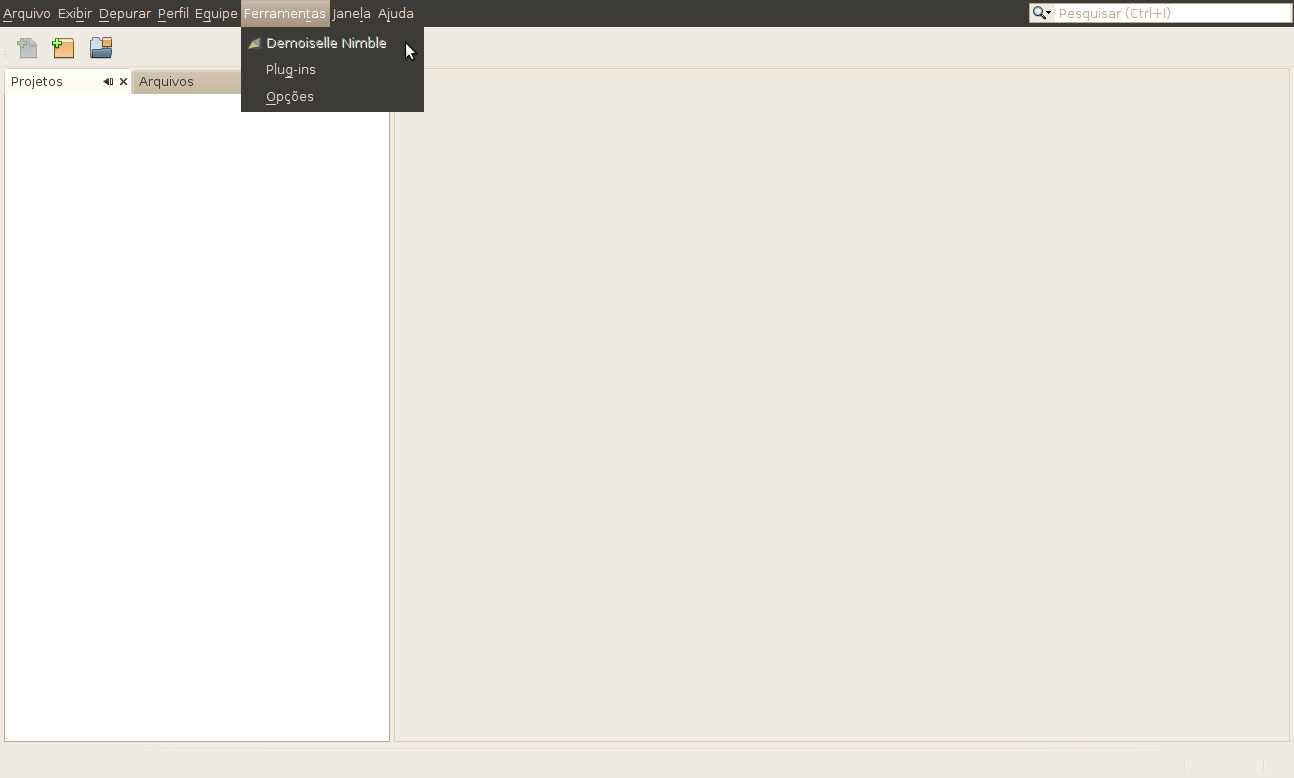 Arquivo Exibir Depurar Perfil Equipe Ferramentas Janela Ajuda
Pesquisar (Ctrl+I)
Demoiselle Nimble
Plug-ins
Opções
Projetos
Arquivos